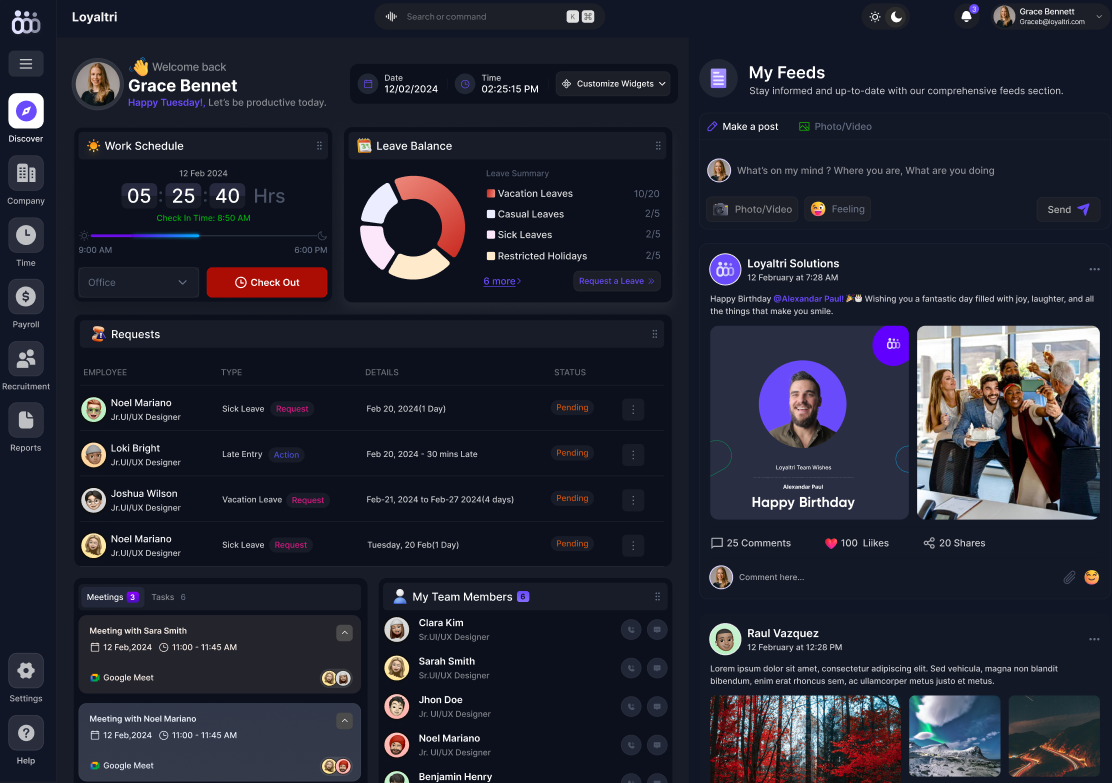 Loyaltri
Search or command
K ⌘
3
Grace Bennett
Graceb@loyaltri.com
Discover
Company
Time
Payroll
Recruitment
Reports
Settings
Help
Welcome back
Grace Bennet
Happy Tuesday!, Let's be productive today.
Date
12/02/2024
Time
02:25:15 PM
Customize Widgets
Work Schedule
12 Feb 2024
05 : 25 : 40 Hrs
Check In Time: 8:50 AM
9:00 AM
6:00 PM
Office
Check Out
Leave Balance
Leave Summary
Vacation Leaves 10/20
Casual Leaves 2/5
Sick Leaves 2/5
Restricted Holidays 2/5
6 more
Request a Leave
Requests
EMPLOYEE TYPE DETAILS STATUS
Noel Mariano
Jr.UI/UX Designer
Sick Leave Request
Feb 20, 2024(1 Day)
Pending
Loki Bright
Jr.UI/UX Designer
Late Entry Action
Feb 20, 2024 - 30 mins Late
Pending
Joshua Wilson
Jr.UI/UX Designer
Vacation Leave Request
Feb-21, 2024 to Feb-27 2024(4 days)
Pending
Noel Mariano
Jr.UI/UX Designer
Sick Leave Request
Tuesday, 20 Feb(1 Day)
Pending
Meetings 3 Tasks 6
Meeting with Sara Smith
12 Feb,2024 11:00 - 11:45 AM
Google Meet
Meeting with Noel Mariano
12 Feb,2024 11:00 - 11:45 AM
Google Meet
My Team Members 6
Clara Kim
Sr.UI/UX Designer
Sarah Smith
Sr.UI/UX Designer
Jhon Doe
Jr. UI/UX Designer
Noel Mariano
Jr. UI/UX Designer
Benjamin Henry
My Feeds
Stay informed and up-to-date with our comprehensive feeds section.
Make a post
Photo/Video
What's on my mind ? Where you are, What are you doing
Photo/Video
Feeling
Send
Loyaltri Solutions
12 February at 7:28 AM
Happy Birthday @Alexandar Paul! 🎉🎂 Wishing you a fantastic day filled with joy, laughter, and all
the things that make you smile.
Loyaltri Team Wishes
Alexandar Paul
Happy Birthday
25 Comments
100 Liikes
20 Shares
Comment here...
Raul Vazquez
12 February at 12:28 PM
Lorem ipsum dolor sit amet, consectetur adipiscing elit. Sed vehicula, magna non blandit
bibendum, enim erat rhoncus sem, ac ullamcorper metus justo et metus.